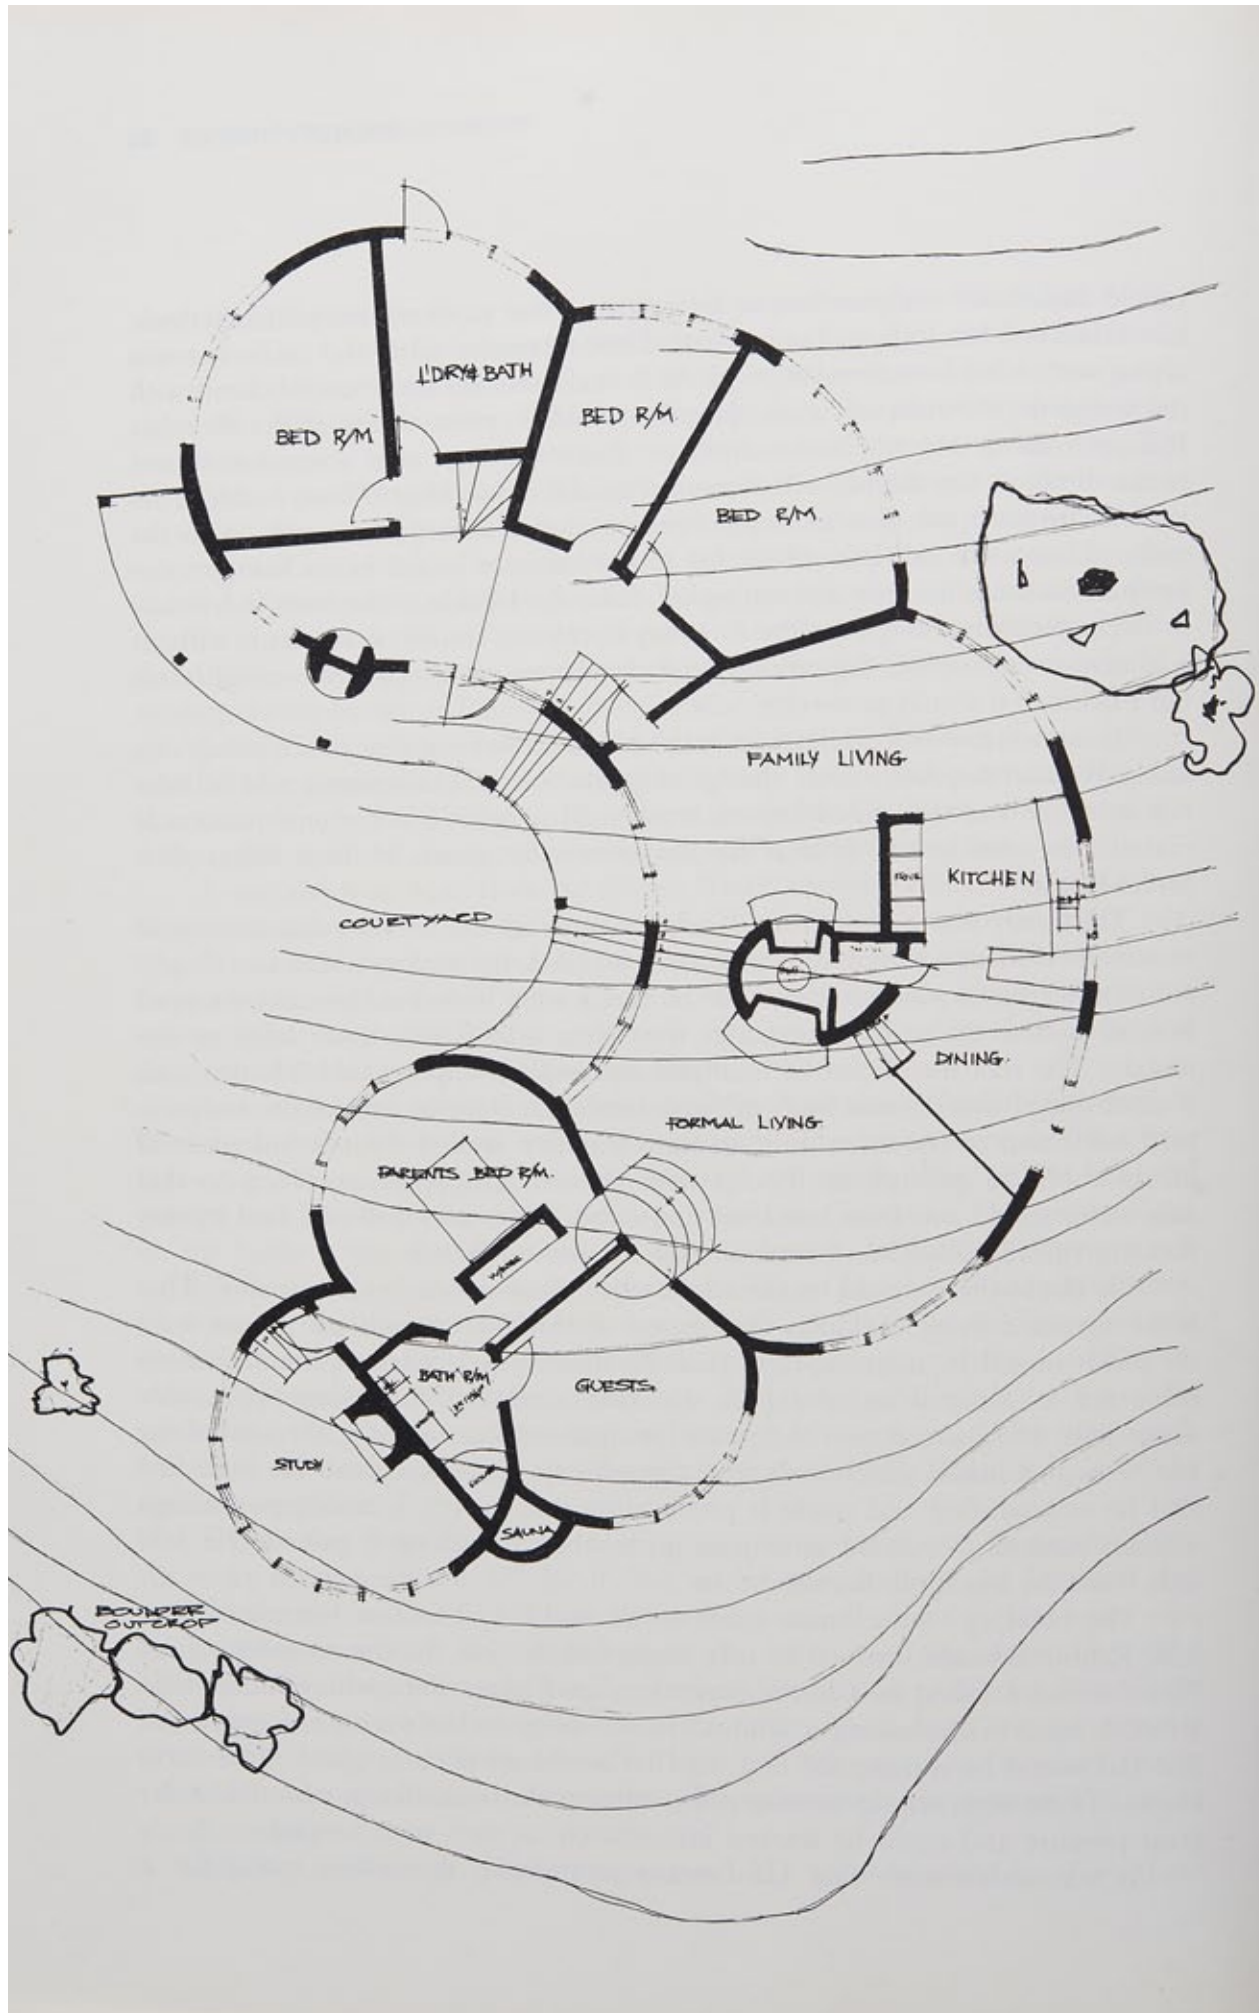 L'DRY & BATH
BED R/M
BED R/M.
BED R/M.
FAMILY LIVING
KITCHEN
COURTYARD
DINING.
FORMAL LIVING
PARENTS BED R/M.
BATH R/M
GUESTS.
STUDY
SAUNA
BOULDER
OUTCROP